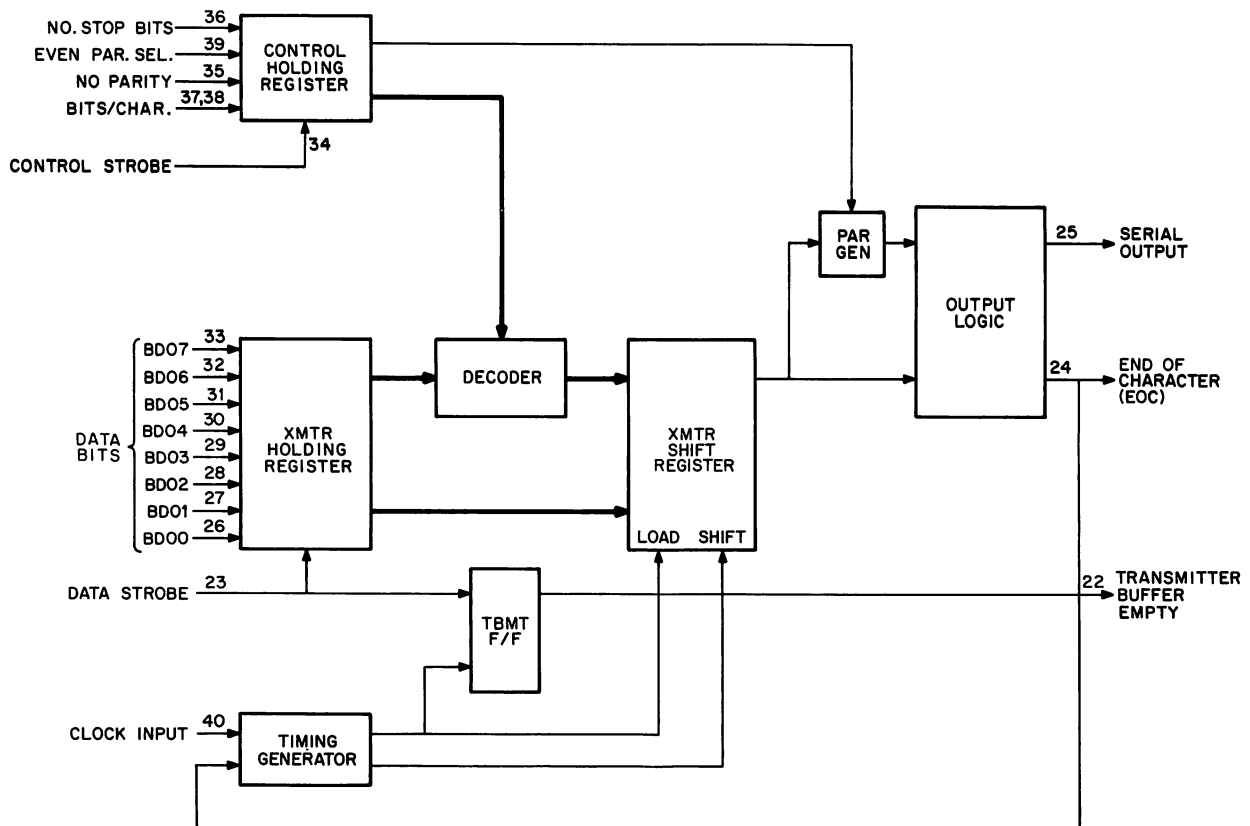 NO. STOP BITS 36
EVEN PAR. SEL. 39
NO PARITY 35
BITS/CHAR. 37,38
CONTROL
HOLDING
REGISTER
34
CONTROL STROBE
PAR
GEN
OUTPUT
LOGIC
25 SERIAL
OUTPUT
24 END OF
CHARACTER
(EOC)
DATA
BITS
BD07 33
BD06 32
BD05 31
BD04 30
BD03 29
BD02 28
BD01 27
BD00 26
XMTR
HOLDING
REGISTER
DECODER
XMTR
SHIFT
REGISTER
LOAD SHIFT
DATA STROBE 23
TBMT
F/F
22 TRANSMITTER
BUFFER
EMPTY
CLOCK INPUT 40
TIMING
GENERATOR